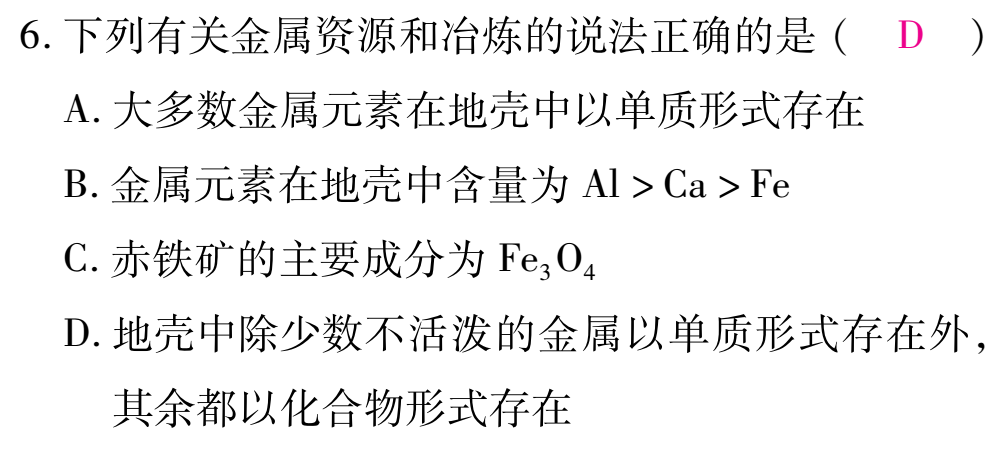 6. 下列有关金属资源和冶炼的说法正确的是（ D ）
A. 大多数金属元素在地壳中以单质形式存在
B. 金属元素在地壳中含量为 Al > Ca > Fe
C. 赤铁矿的主要成分为 Fe₃O₄
D. 地壳中除少数不活泼的金属以单质形式存在外，
其余都以化合物形式存在